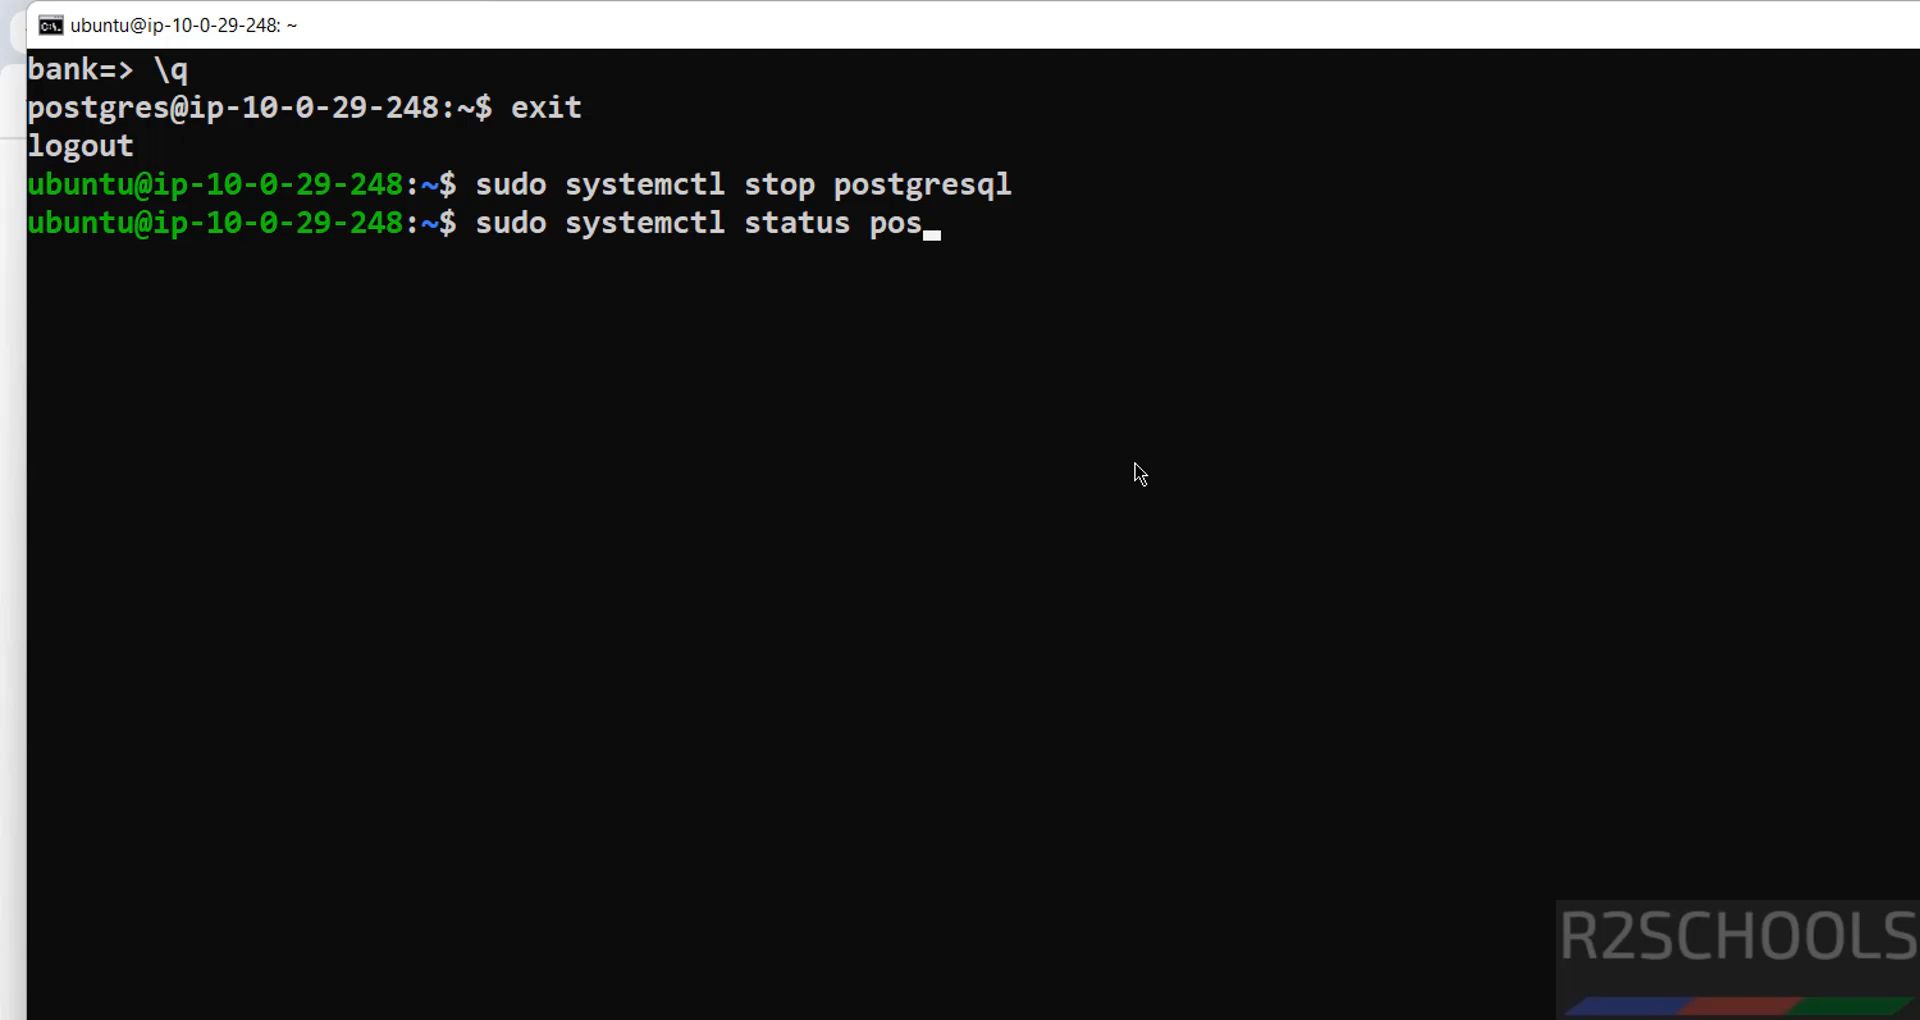 ubuntu@ip-10-0-29-248: ~
bank=> \q
postgres@ip-10-0-29-248:~$ exit
logout
ubuntu@ip-10-0-29-248:~$ sudo systemctl stop postgresql
ubuntu@ip-10-0-29-248:~$ sudo systemctl status pos
R2SCHOOLS